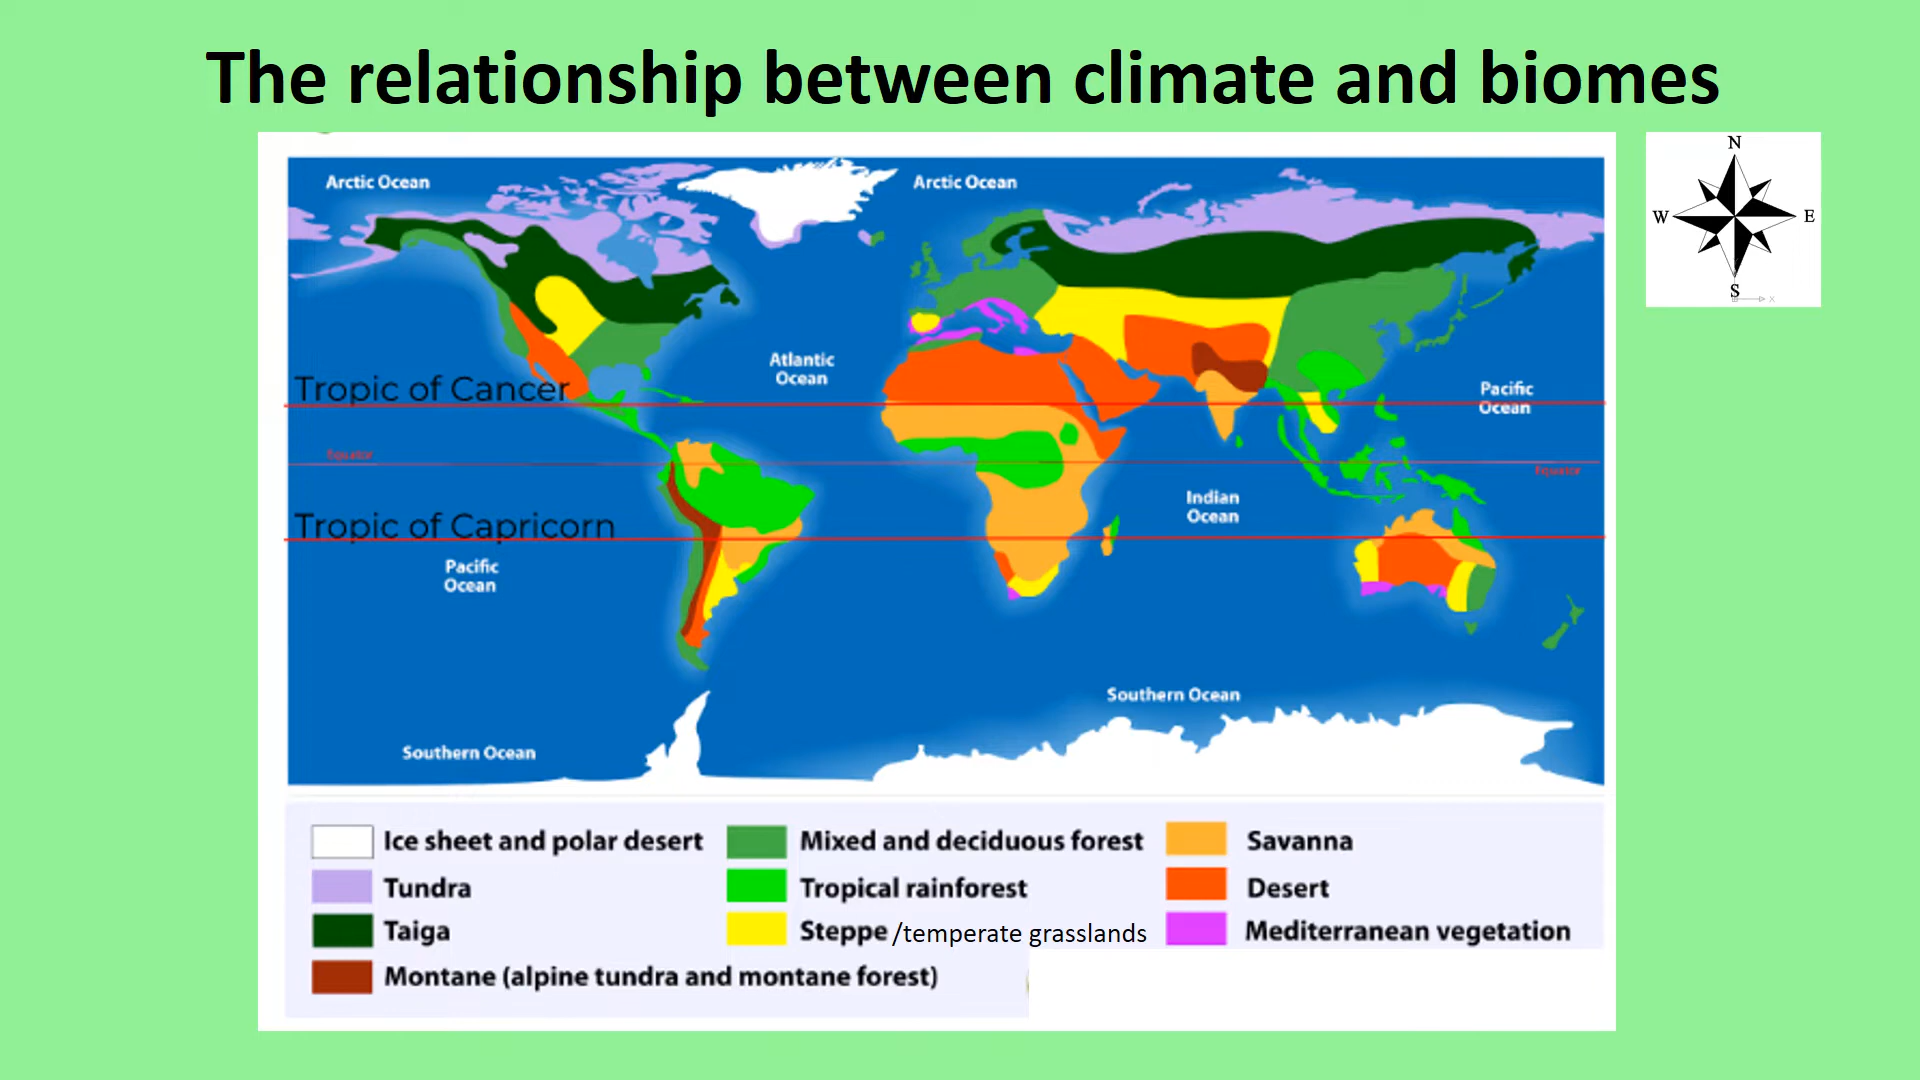 The relationship between climate and biomes
N
W
E
S
X
Arctic Ocean
Arctic Ocean
Atlantic
Ocean
Tropic of Cancer
Pacific
Ocean
Equator
Equator
Indian
Ocean
Tropic of Capricorn
Pacific
Ocean
Southern Ocean
Southern Ocean
Ice sheet and polar desert
Mixed and deciduous forest
Savanna
Tundra
Tropical rainforest
Desert
Taiga
Steppe /temperate grasslands
Mediterranean vegetation
Montane (alpine tundra and montane forest)